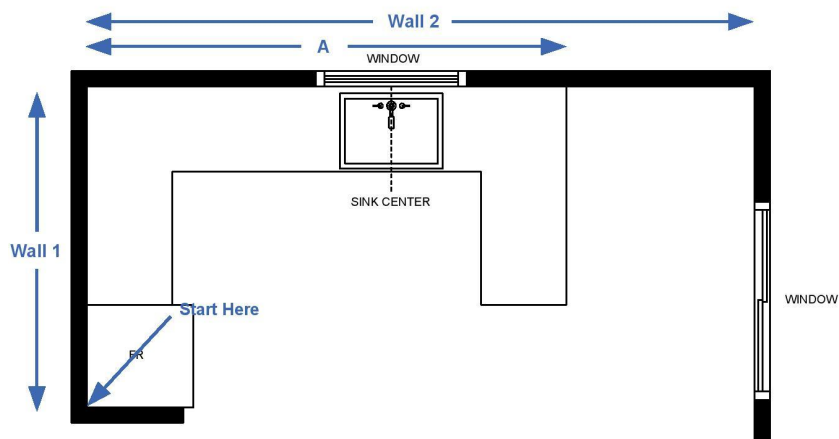 Wall 2
A
WINDOW
SINK CENTER
Wall 1
Start Here
WINDOW
FR